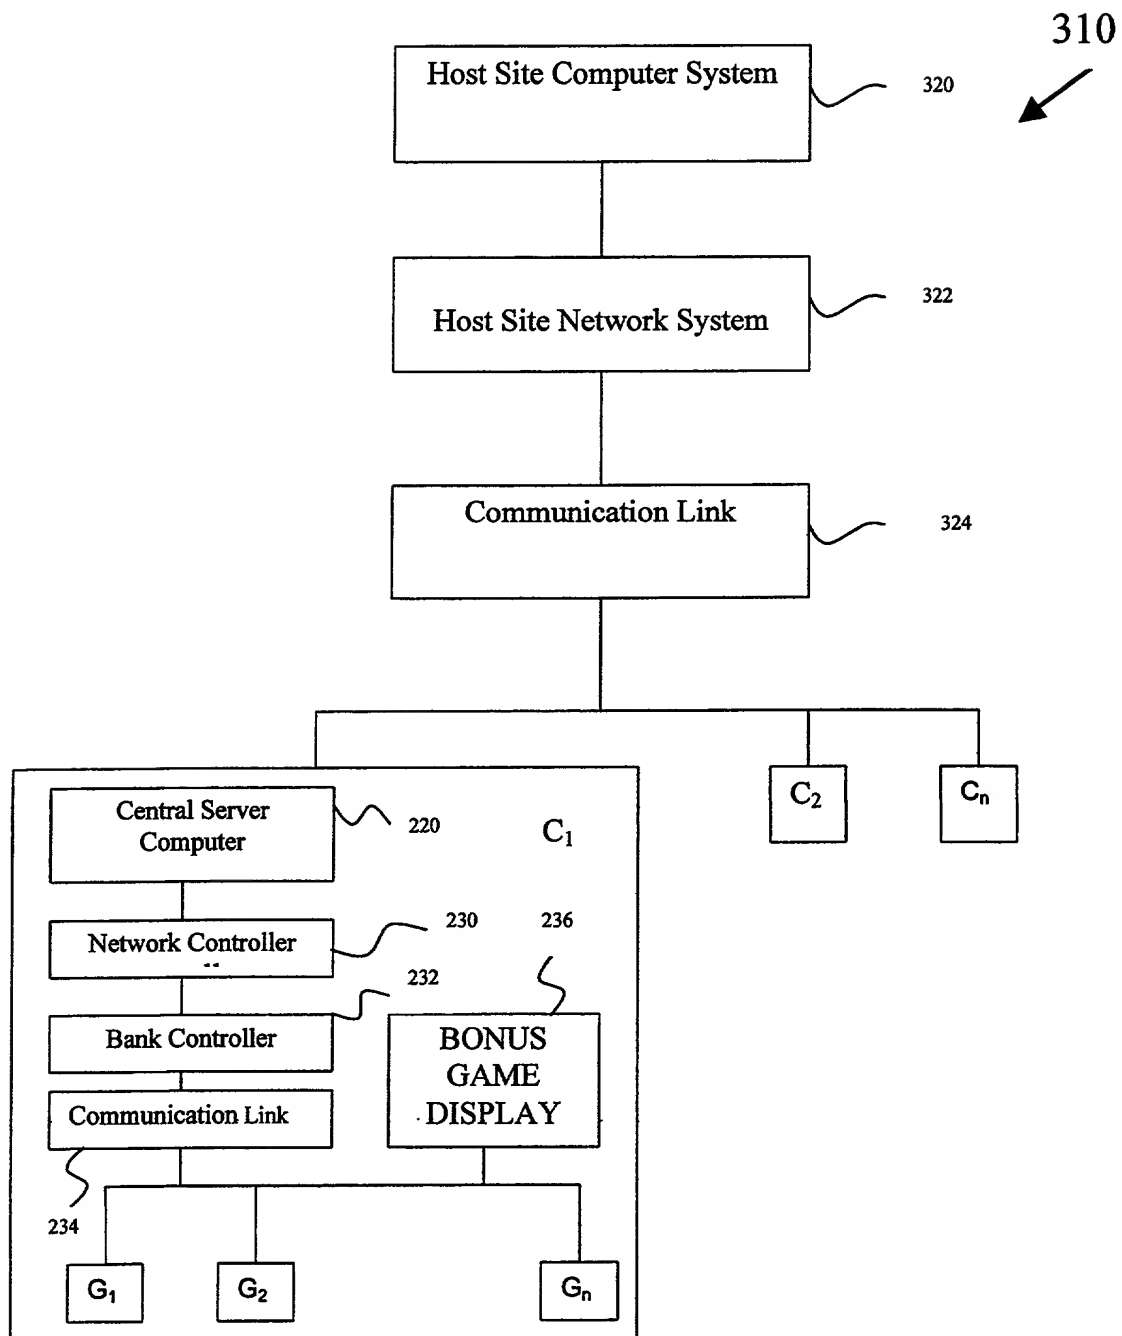 310
Host Site Computer System
320
Host Site Network System
322
Communication Link
324
Central Server
Computer
220
C₁
C₂
Cₙ
Network Controller
230
236
232
Bank Controller
BONUS
GAME
DISPLAY
Communication Link
234
G₁
G₂
Gₙ